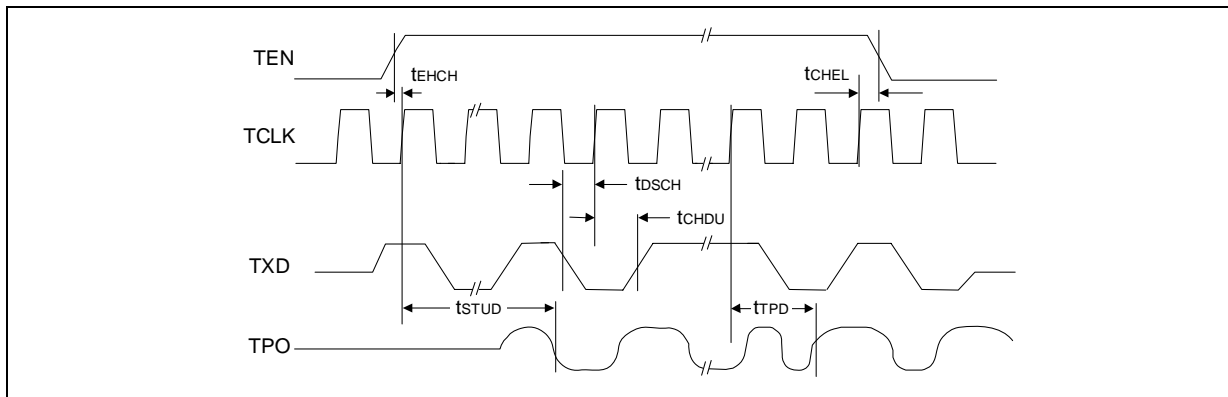 TEN
tEHCH
tCHEL
TCLK
tDSCH
tCHDU
TXD
tSTUD
tTPD
TPO